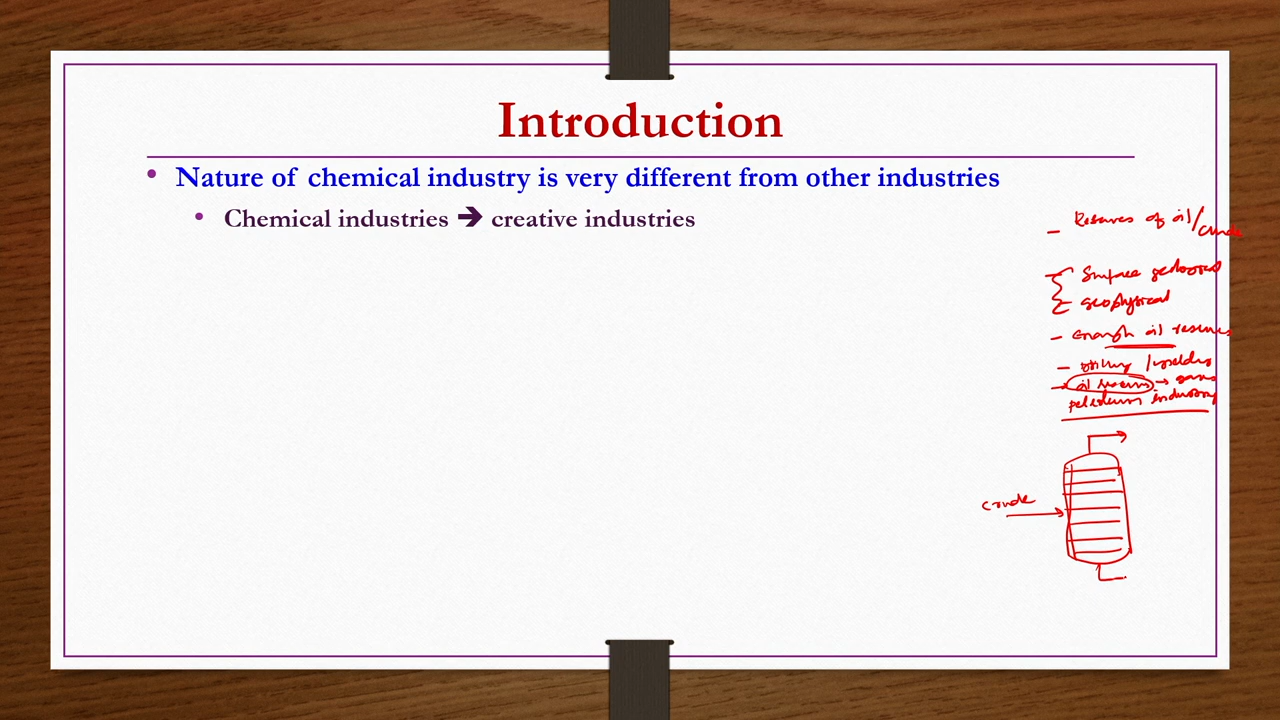 Introduction
• Nature of chemical industry is very different from other industries
• Chemical industries ➔ creative industries
– Reserves of oil/crude
– Surface
– geophysical
– enough oil reserves
– drilling /
→ →
petroleum industry
crude